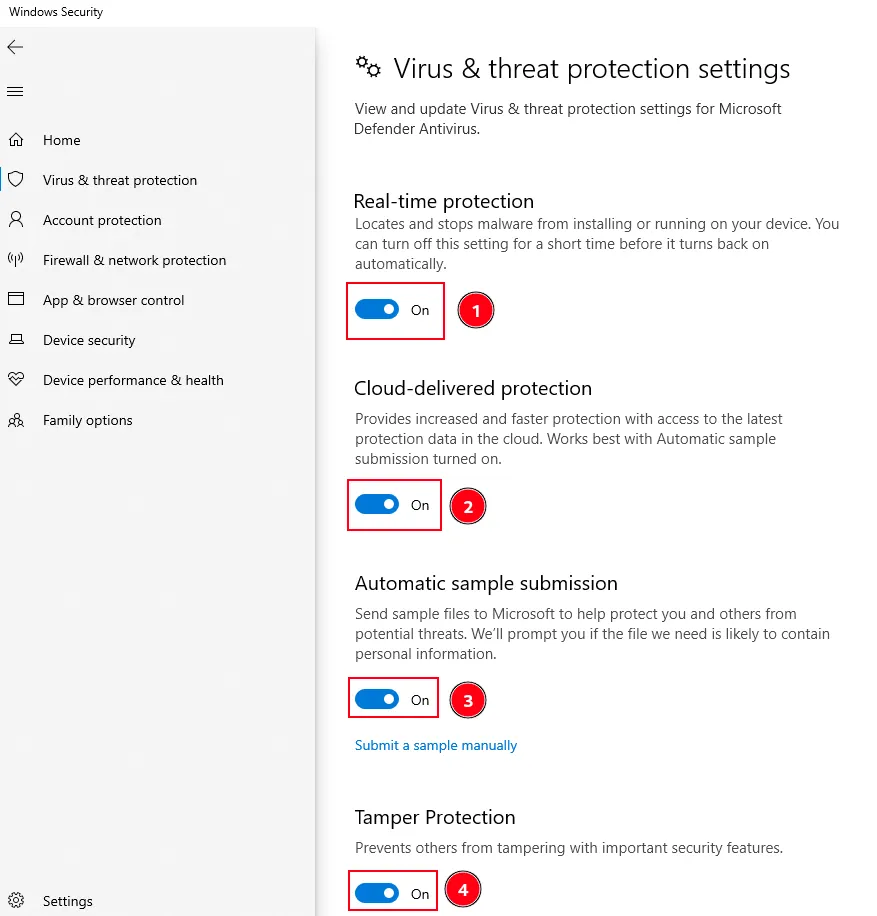 Windows Security
Home
Virus & threat protection
Account protection
Firewall & network protection
App & browser control
Device security
Device performance & health
Family options
Settings
Virus & threat protection settings
View and update Virus & threat protection settings for Microsoft
Defender Antivirus.
Real-time protection
Locates and stops malware from installing or running on your device. You
can turn off this setting for a short time before it turns back on
automatically.
On 1
Cloud-delivered protection
Provides increased and faster protection with access to the latest
protection data in the cloud. Works best with Automatic sample
submission turned on.
On 2
Automatic sample submission
Send sample files to Microsoft to help protect you and others from
potential threats. We’ll prompt you if the file we need is likely to contain
personal information.
On 3
Submit a sample manually
Tamper Protection
Prevents others from tampering with important security features.
On 4